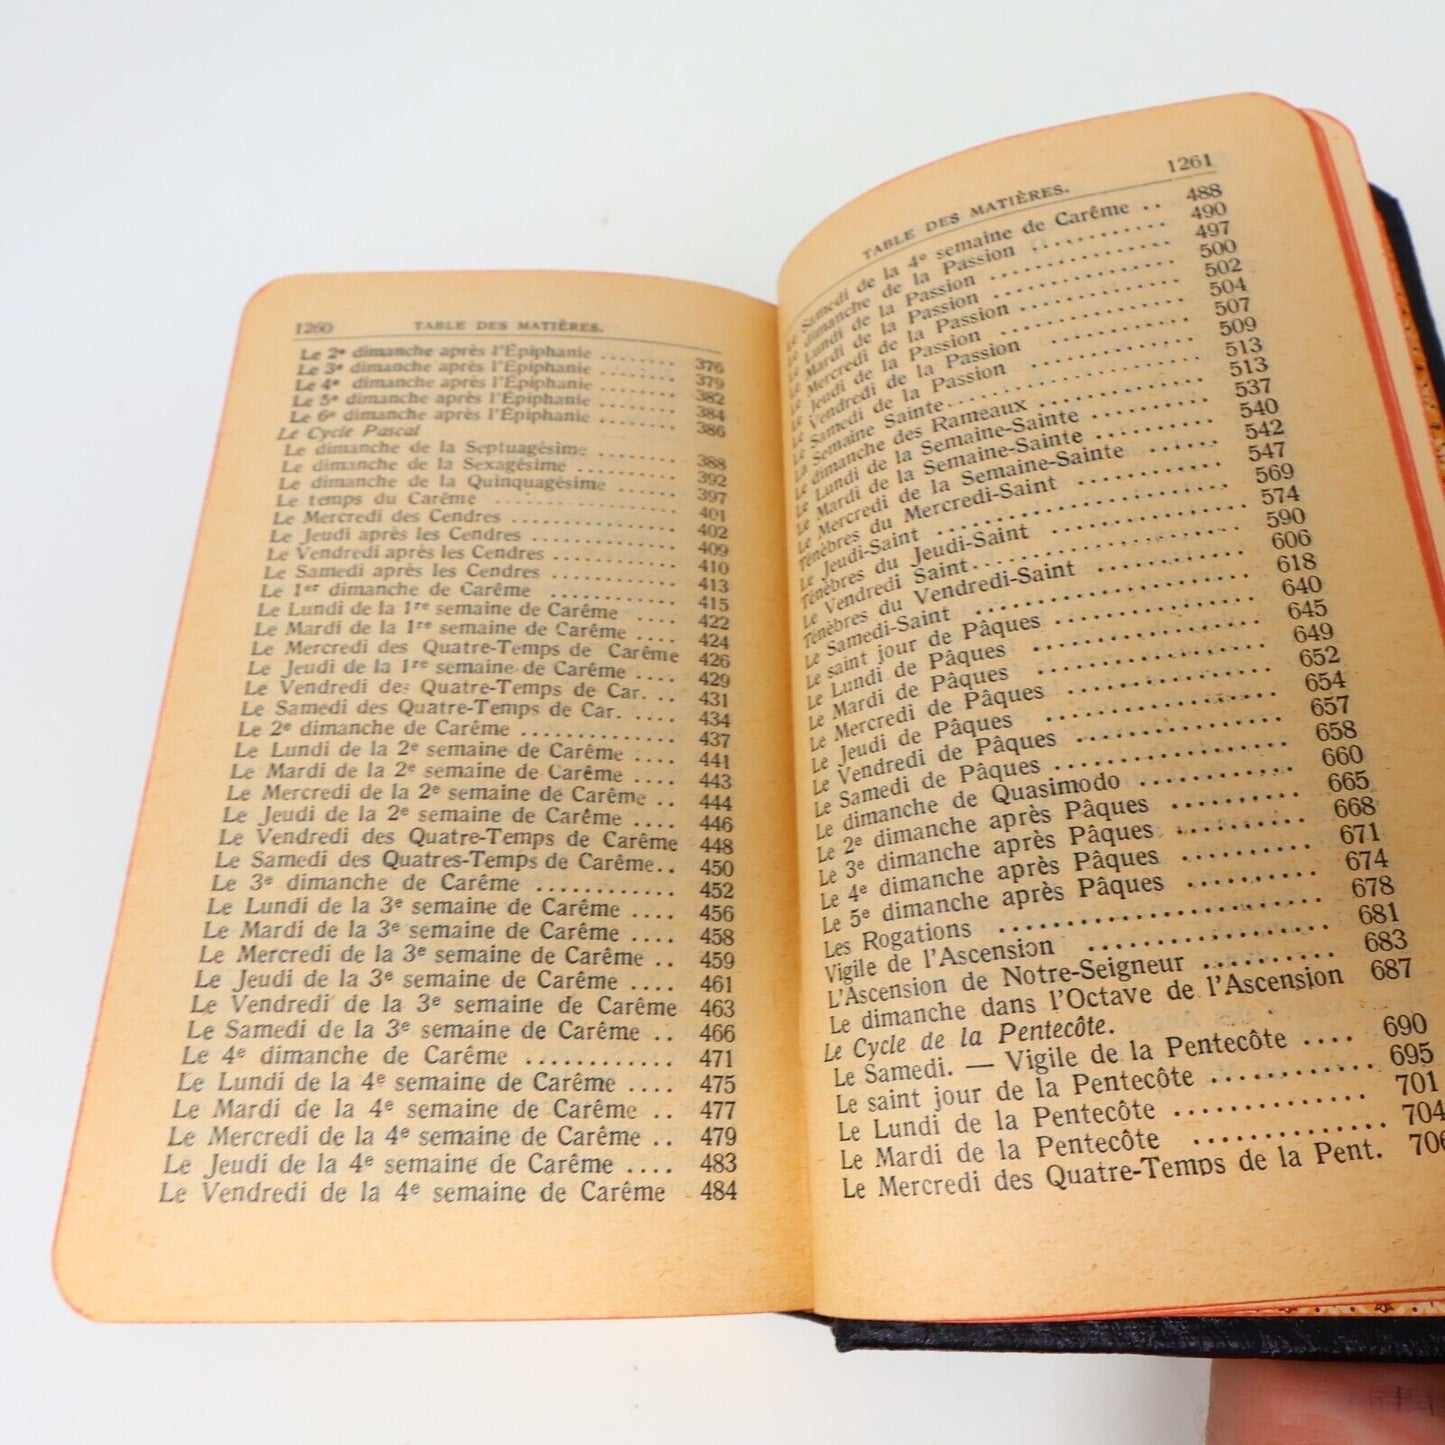 1260 TABLE DES MATIÈRES.
Le 2e dimanche après l'Épiphanie ........ 376
Le 3e dimanche après l'Épiphanie ........ 379
Le 4e dimanche après l'Épiphanie ........ 382
Le 5e dimanche après l'Épiphanie ........ 384
Le 6e dimanche après l'Épiphanie ........ 386
Le Cycle Pascal
Le dimanche de la Septuagésime ........ 388
Le dimanche de la Sexagésime ........ 392
Le dimanche de la Quinquagésime ...... 397
Le temps du Carême ............ 401
Le Mercredi des Cendres ............ 402
Le Jeudi après les Cendres ............ 409
Le Vendredi après les Cendres .......... 410
Le Samedi après les Cendres ............ 413
Le 1er dimanche de Carême ............ 415
Le Lundi de la 1re semaine de Carême .... 422
Le Mardi de la 1re semaine de Carême .... 424
Le Mercredi des Quatre-Temps de Carême 426
Le Jeudi de la 1re semaine de Carême .... 429
Le Vendredi des Quatre-Temps de Car. .. 431
Le Samedi des Quatre-Temps de Car. .... 434
Le 2e dimanche de Carême ............ 437
Le Lundi de la 2e semaine de Carême .... 441
Le Mardi de la 2e semaine de Carême .... 443
Le Mercredi de la 2e semaine de Carême .. 444
Le Jeudi de la 2e semaine de Carême .... 446
Le Vendredi des Quatre-Temps de Carême 448
Le Samedi des Quatres-Temps de Carême.. 450
Le 3e dimanche de Carême ............ 452
Le Lundi de la 3e semaine de Carême .... 456
Le Mardi de la 3e semaine de Carême .... 458
Le Mercredi de la 3e semaine de Carême .. 459
Le Jeudi de la 3e semaine de Carême .... 461
Le Vendredi de la 3e semaine de Carême 463
Le Samedi de la 3e semaine de Carême .. 466
Le 4e dimanche de Carême ............ 471
Le Lundi de la 4e semaine de Carême .... 475
Le Mardi de la 4e semaine de Carême .. 477
Le Mercredi de la 4e semaine de Carême .. 479
Le Jeudi de la 4e semaine de Carême .... 483
Le Vendredi de la 4e semaine de Carême 484
TABLE DES MATIÈRES. 1261
Le Samedi de la 4e semaine de Carême .. 488
Le dimanche de la Passion ............ 490
Le Lundi de la Passion ............ 497
Le Mardi de la Passion ............ 500
Le Mercredi de la Passion ............ 502
Le Jeudi de la Passion ............ 504
Le Vendredi de la Passion ............ 507
Le Samedi de la Passion ............ 509
La Semaine Sainte.................. 513
Le dimanche des Rameaux ............ 513
Le Lundi de la Semaine-Sainte .......... 537
Le Mardi de la Semaine-Sainte .......... 540
Le Mercredi de la Semaine-Sainte ...... 542
Ténèbres du Mercredi-Saint ............ 547
Le Jeudi-Saint .................... 569
Ténèbres du Jeudi-Saint ............ 574
Le Vendredi Saint.................. 590
Ténèbres du Vendredi-Saint ............ 606
Le Samedi-Saint .................. 618
Le saint jour de Pâques .............. 640
Le Lundi de Pâques ................ 645
Le Mardi de Pâques ................ 649
Le Mercredi de Pâques .............. 652
Le Jeudi de Pâques ................ 654
Le Vendredi de Pâques .............. 657
Le Samedi de Pâques ................ 658
Le dimanche de Quasimodo ............ 660
Le 2e dimanche après Pâques .......... 665
Le 3e dimanche après Pâques .......... 668
Le 4e dimanche après Pâques .......... 671
Le 5e dimanche après Pâques .......... 674
Les Rogations ...................... 678
Vigile de l'Ascension ................ 681
L'Ascension de Notre-Seigneur .......... 683
Le dimanche dans l'Octave de l'Ascension 687
Le Cycle de la Pentecôte.
Le Samedi. — Vigile de la Pentecôte .... 690
Le saint jour de la Pentecôte ............ 695
Le Lundi de la Pentecôte .............. 701
Le Mardi de la Pentecôte .............. 704
Le Mercredi des Quatre-Temps de la Pent. 706